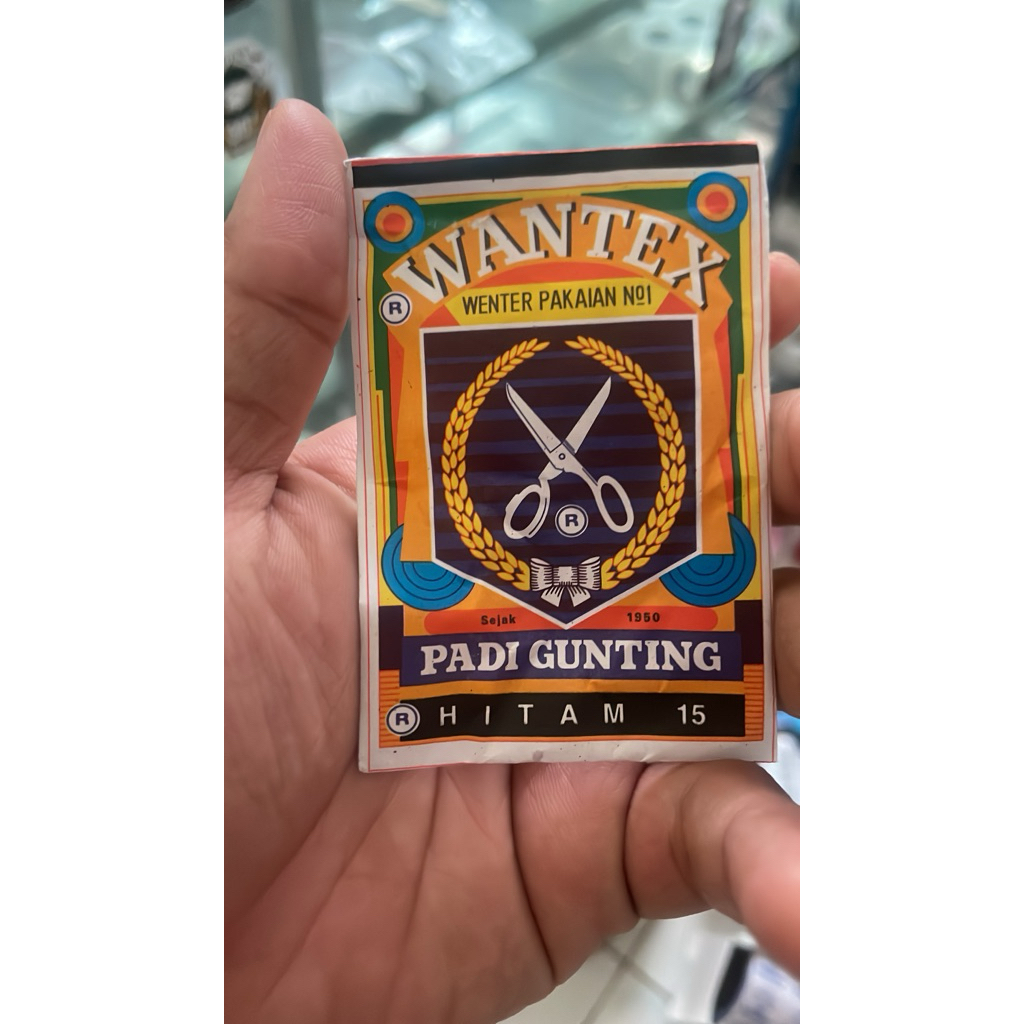 WANTEX
® WENTER PAKAIAN Nº1
®
Sejak 1950
PADI GUNTING
® HITAM 15